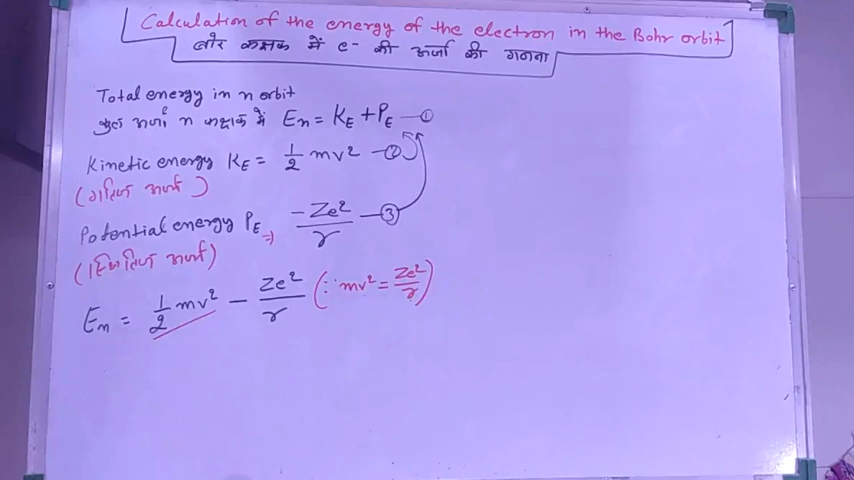 Calculation of the energy of the electron in the Bohr orbit
बोर कक्षक में e- की ऊर्जा की गणना
Total energy in n orbit
कुल ऊर्जा n कक्षक में En = KE + PE —①
Kinetic energy KE = 1/2 mv² —②
(गतिज ऊर्जा)
Potential energy PE ⇒ -Ze²/r —③
(स्थितिज ऊर्जा)
En = 1/2 mv² - Ze²/r (∵ mv² = Ze²/r)